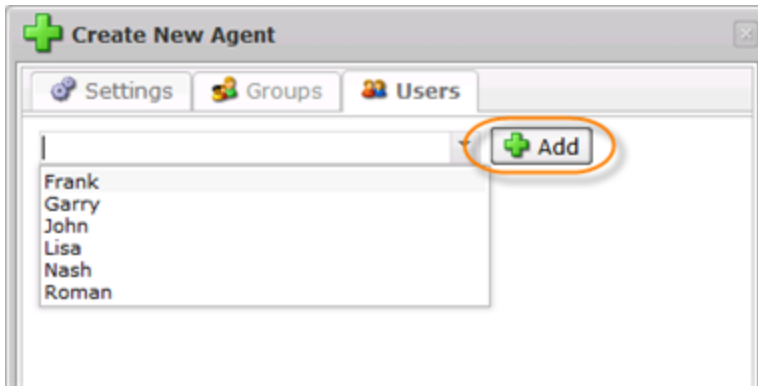 Create New Agent
Settings Groups Users
Add
Frank
Garry
John
Lisa
Nash
Roman